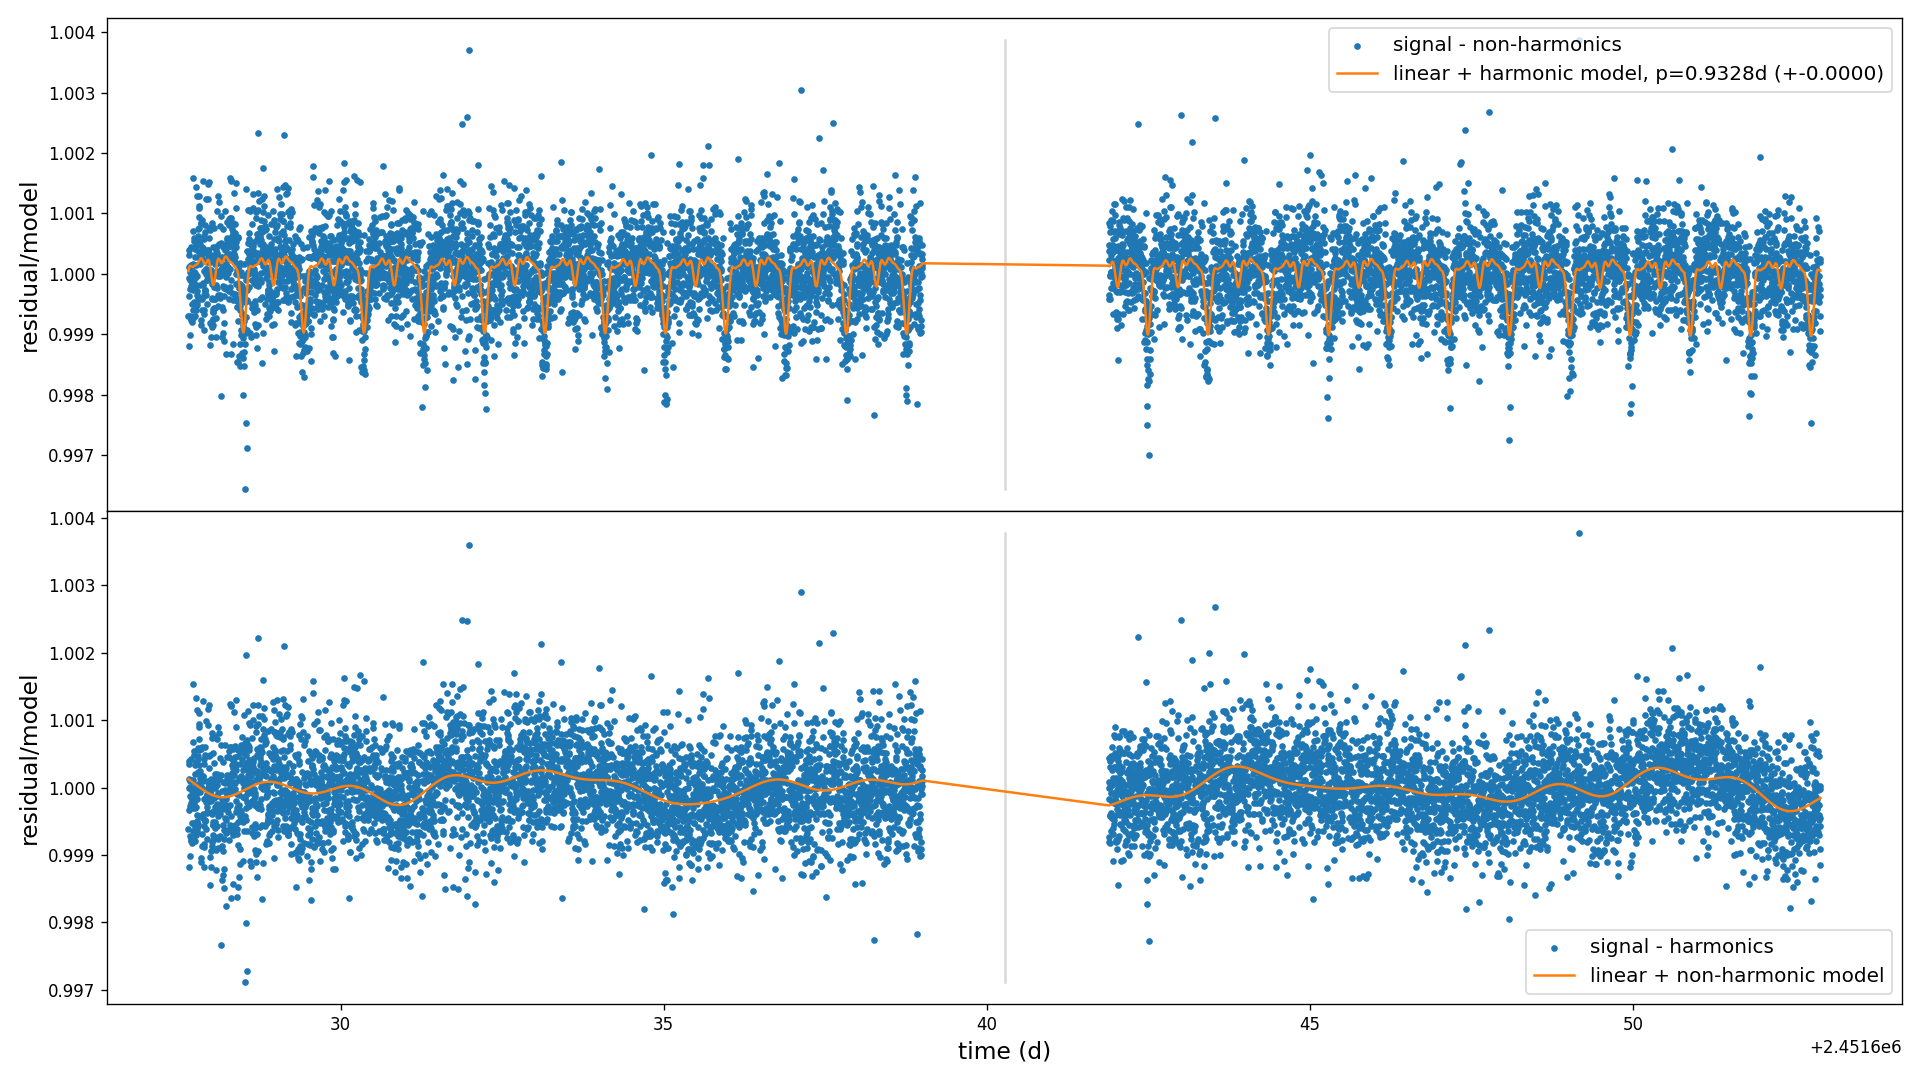 1.004
1.003
1.002
1.001
1.000
0.999
0.998
0.997
residual/model
signal - non-harmonics
linear + harmonic model, p=0.9328d (+-0.0000)
1.004
1.003
1.002
1.001
1.000
0.999
0.998
0.997
residual/model
signal - harmonics
linear + non-harmonic model
30 35 40 45 50
time (d)
+2.4516e6